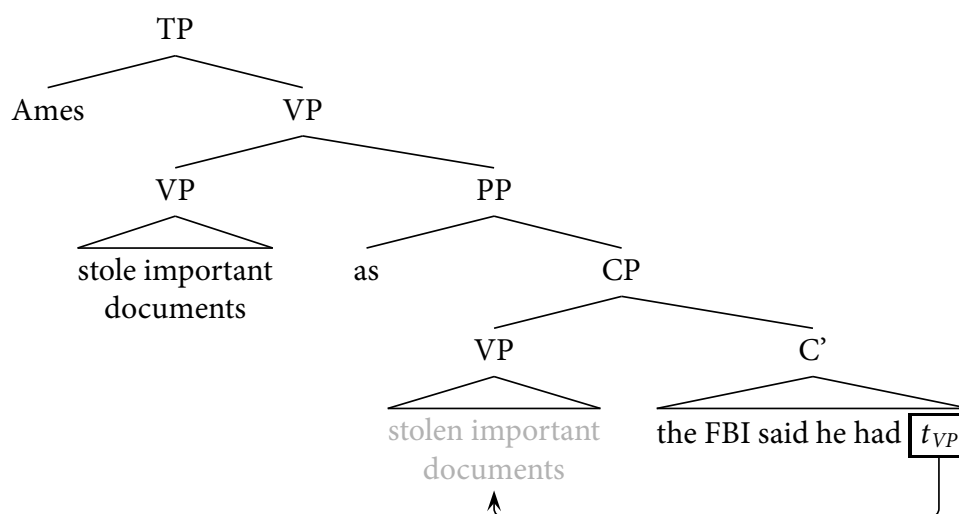 TP
Ames VP
VP PP
stole important as CP
documents
VP C’
stolen important the FBI said he had t_VP
documents